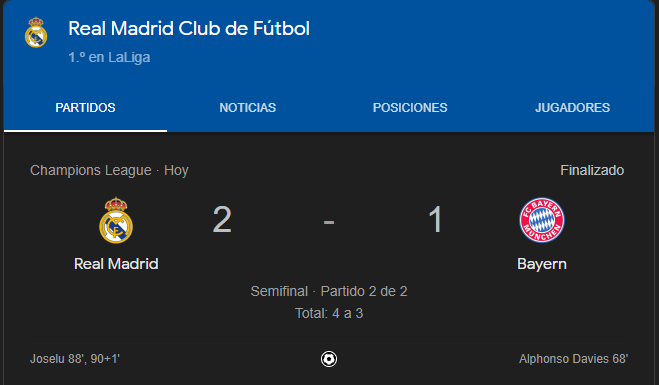 Real Madrid Club de Fútbol
1.º en LaLiga
PARTIDOS NOTICIAS POSICIONES JUGADORES
Champions League · Hoy Finalizado
2 - 1
FC BAYERN MÜNCHEN
Real Madrid Bayern
Semifinal · Partido 2 de 2
Total: 4 a 3
Joselu 88', 90+1' Alphonso Davies 68'